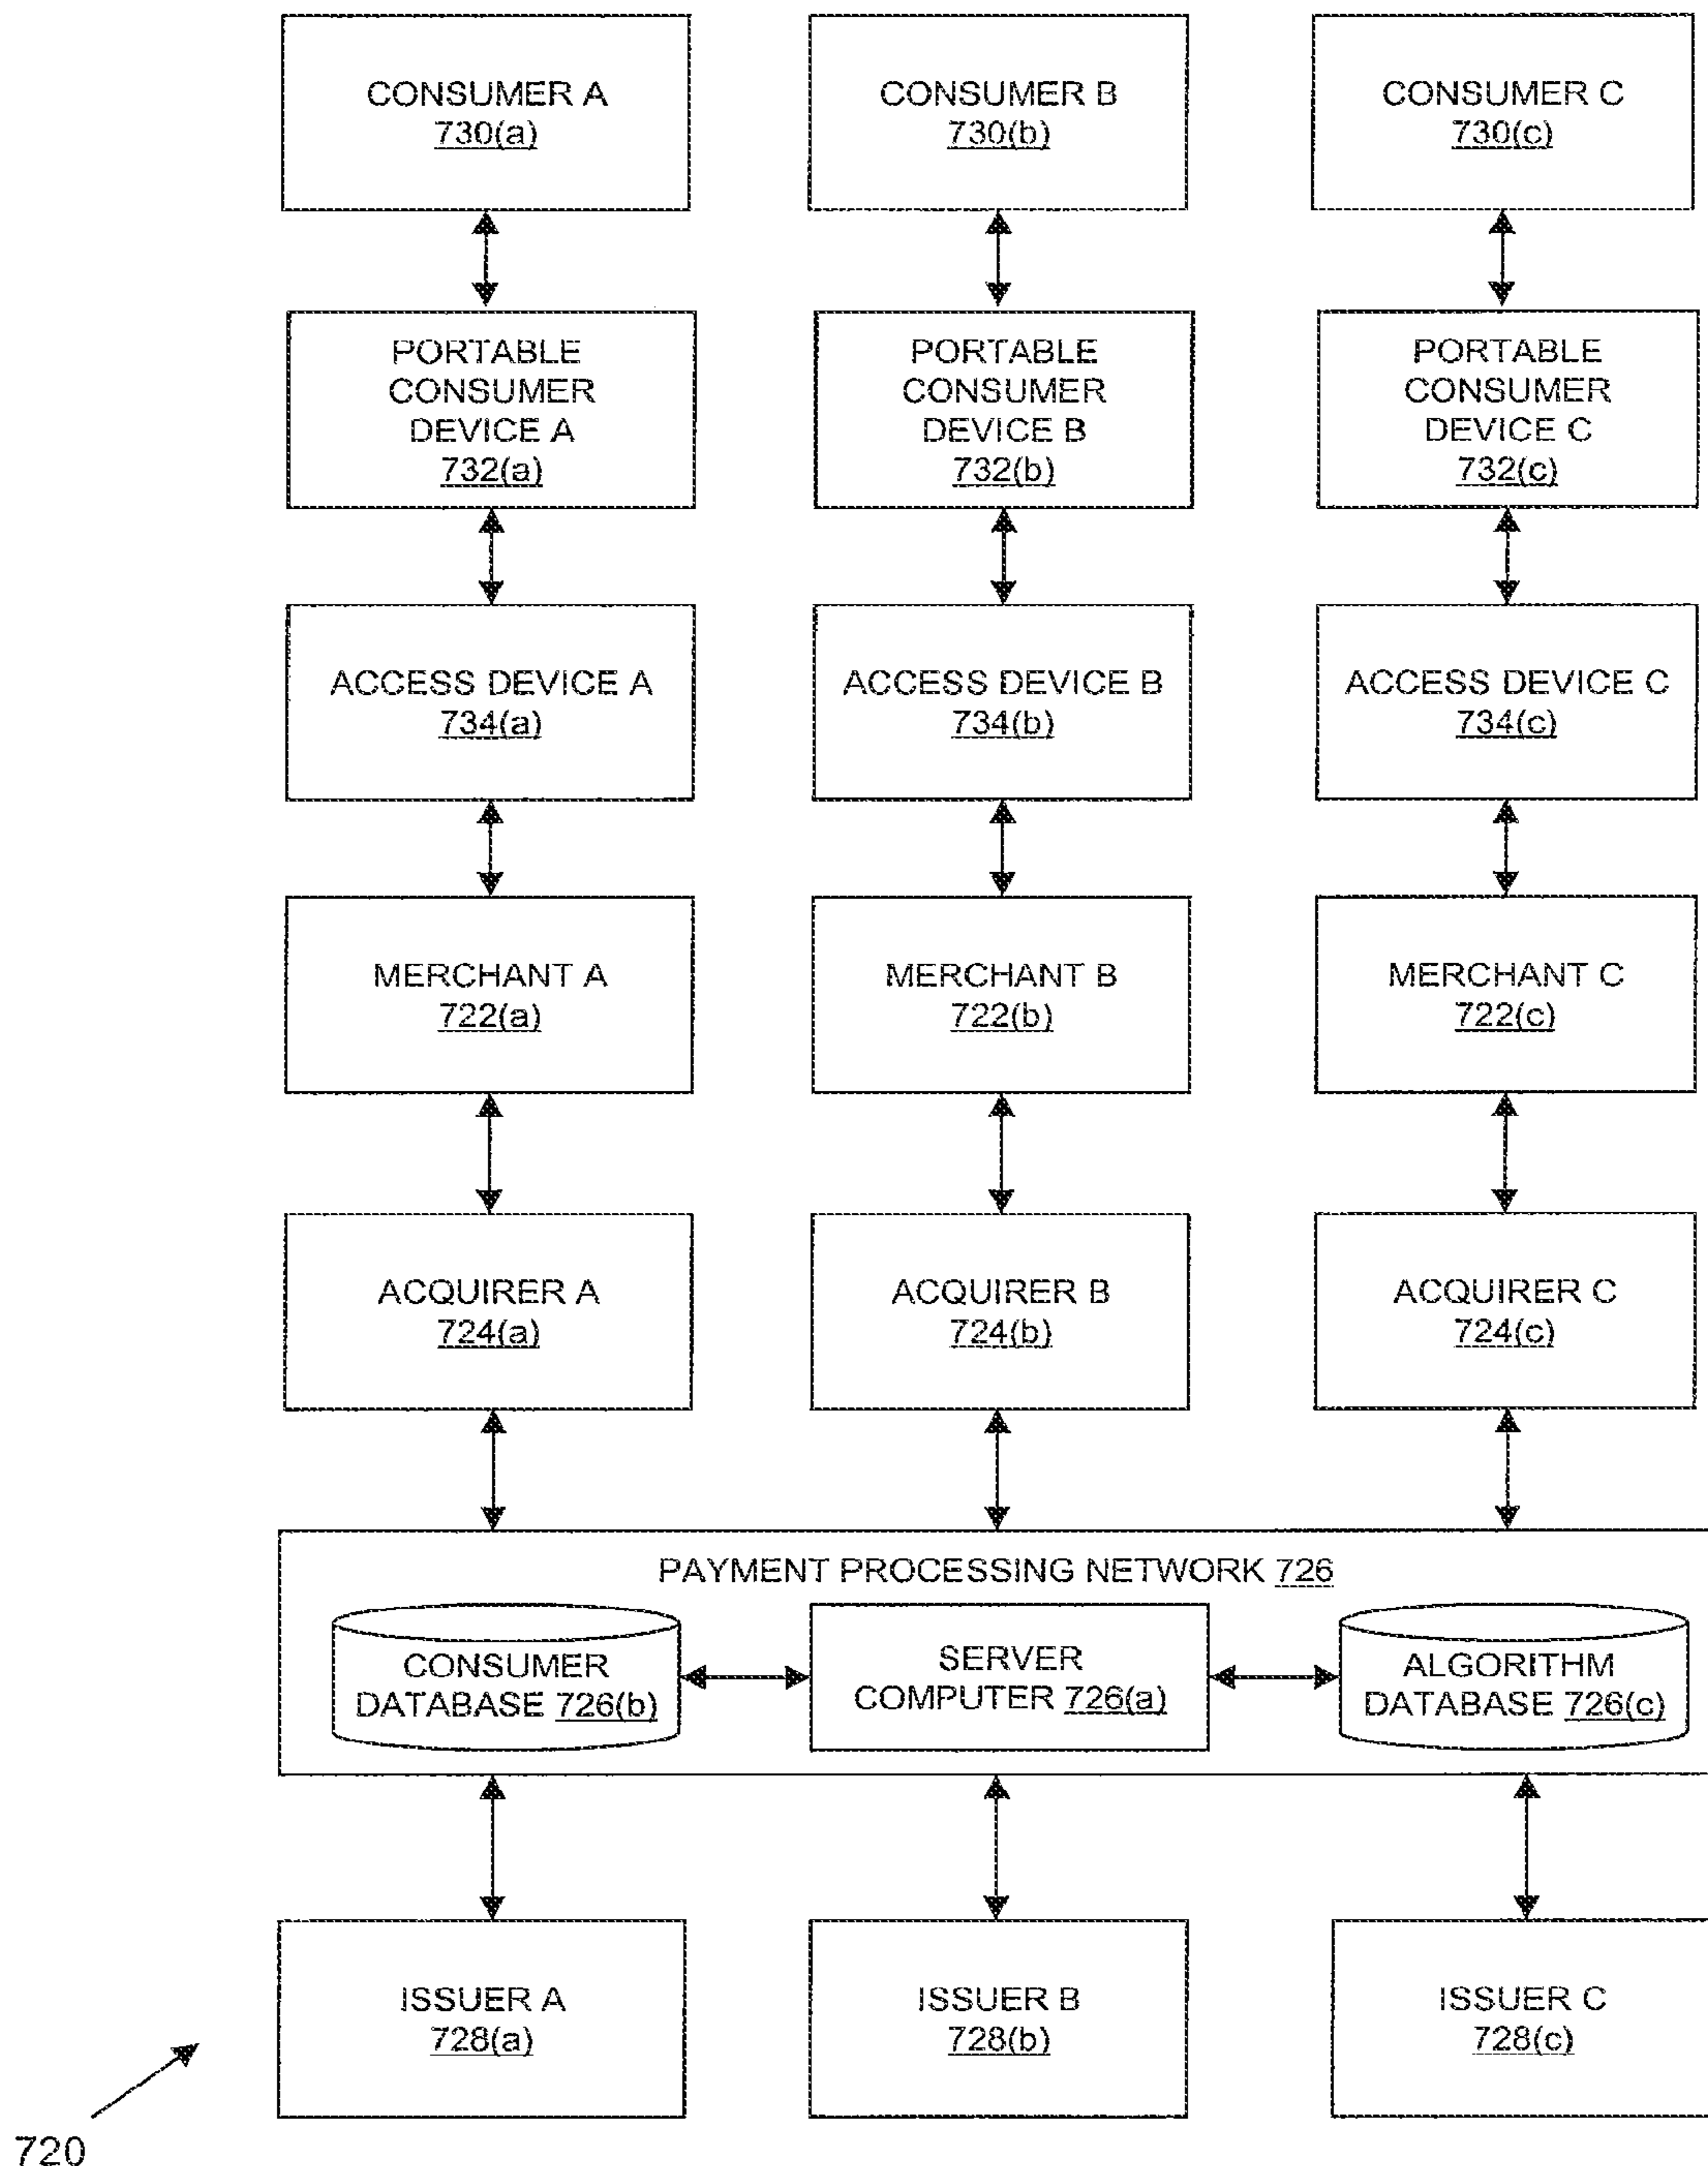 CONSUMER A
730(a)
CONSUMER B
730(b)
CONSUMER C
730(c)
PORTABLE
CONSUMER
DEVICE A
732(a)
PORTABLE
CONSUMER
DEVICE B
732(b)
PORTABLE
CONSUMER
DEVICE C
732(c)
ACCESS DEVICE A
734(a)
ACCESS DEVICE B
734(b)
ACCESS DEVICE C
734(c)
MERCHANT A
722(a)
MERCHANT B
722(b)
MERCHANT C
722(c)
ACQUIRER A
724(a)
ACQUIRER B
724(b)
ACQUIRER C
724(c)
PAYMENT PROCESSING NETWORK 726
CONSUMER
DATABASE 726(b)
SERVER
COMPUTER 726(a)
ALGORITHM
DATABASE 726(c)
ISSUER A
728(a)
ISSUER B
728(b)
ISSUER C
728(c)
720